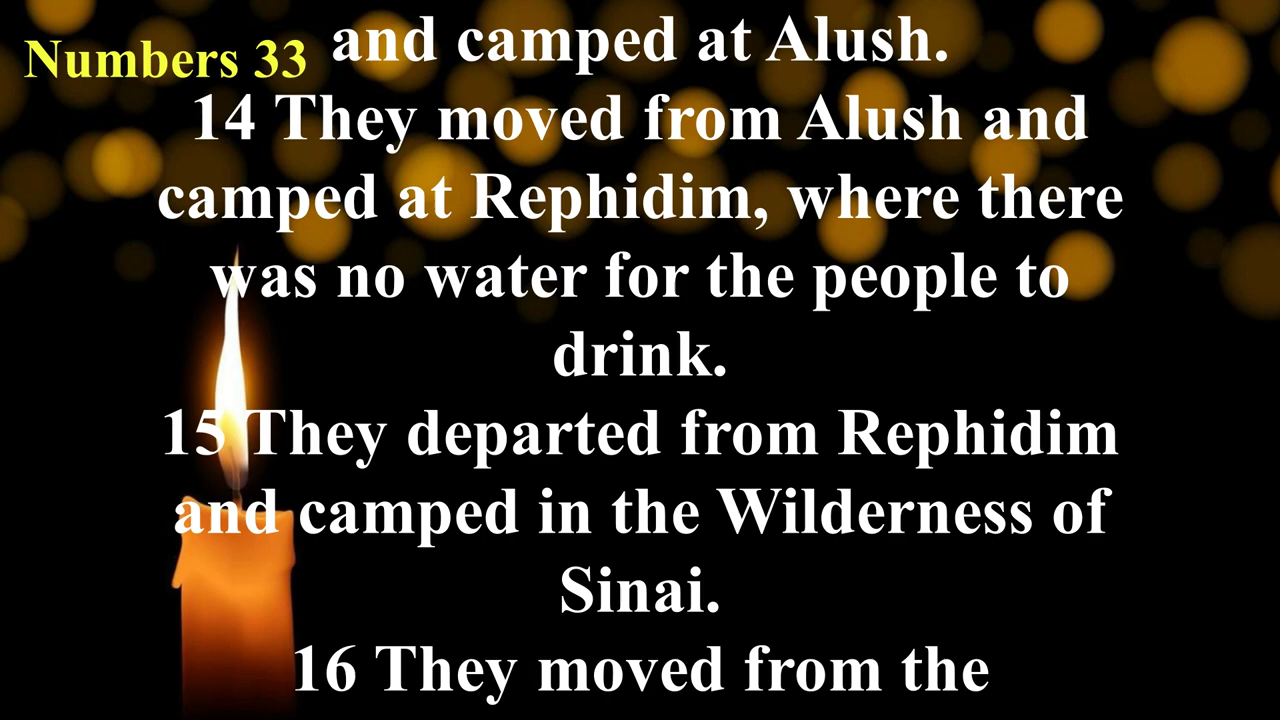 Numbers 33
and camped at Alush.
14 They moved from Alush and
camped at Rephidim, where there
was no water for the people to
drink.
15 They departed from Rephidim
and camped in the Wilderness of
Sinai.
16 They moved from the